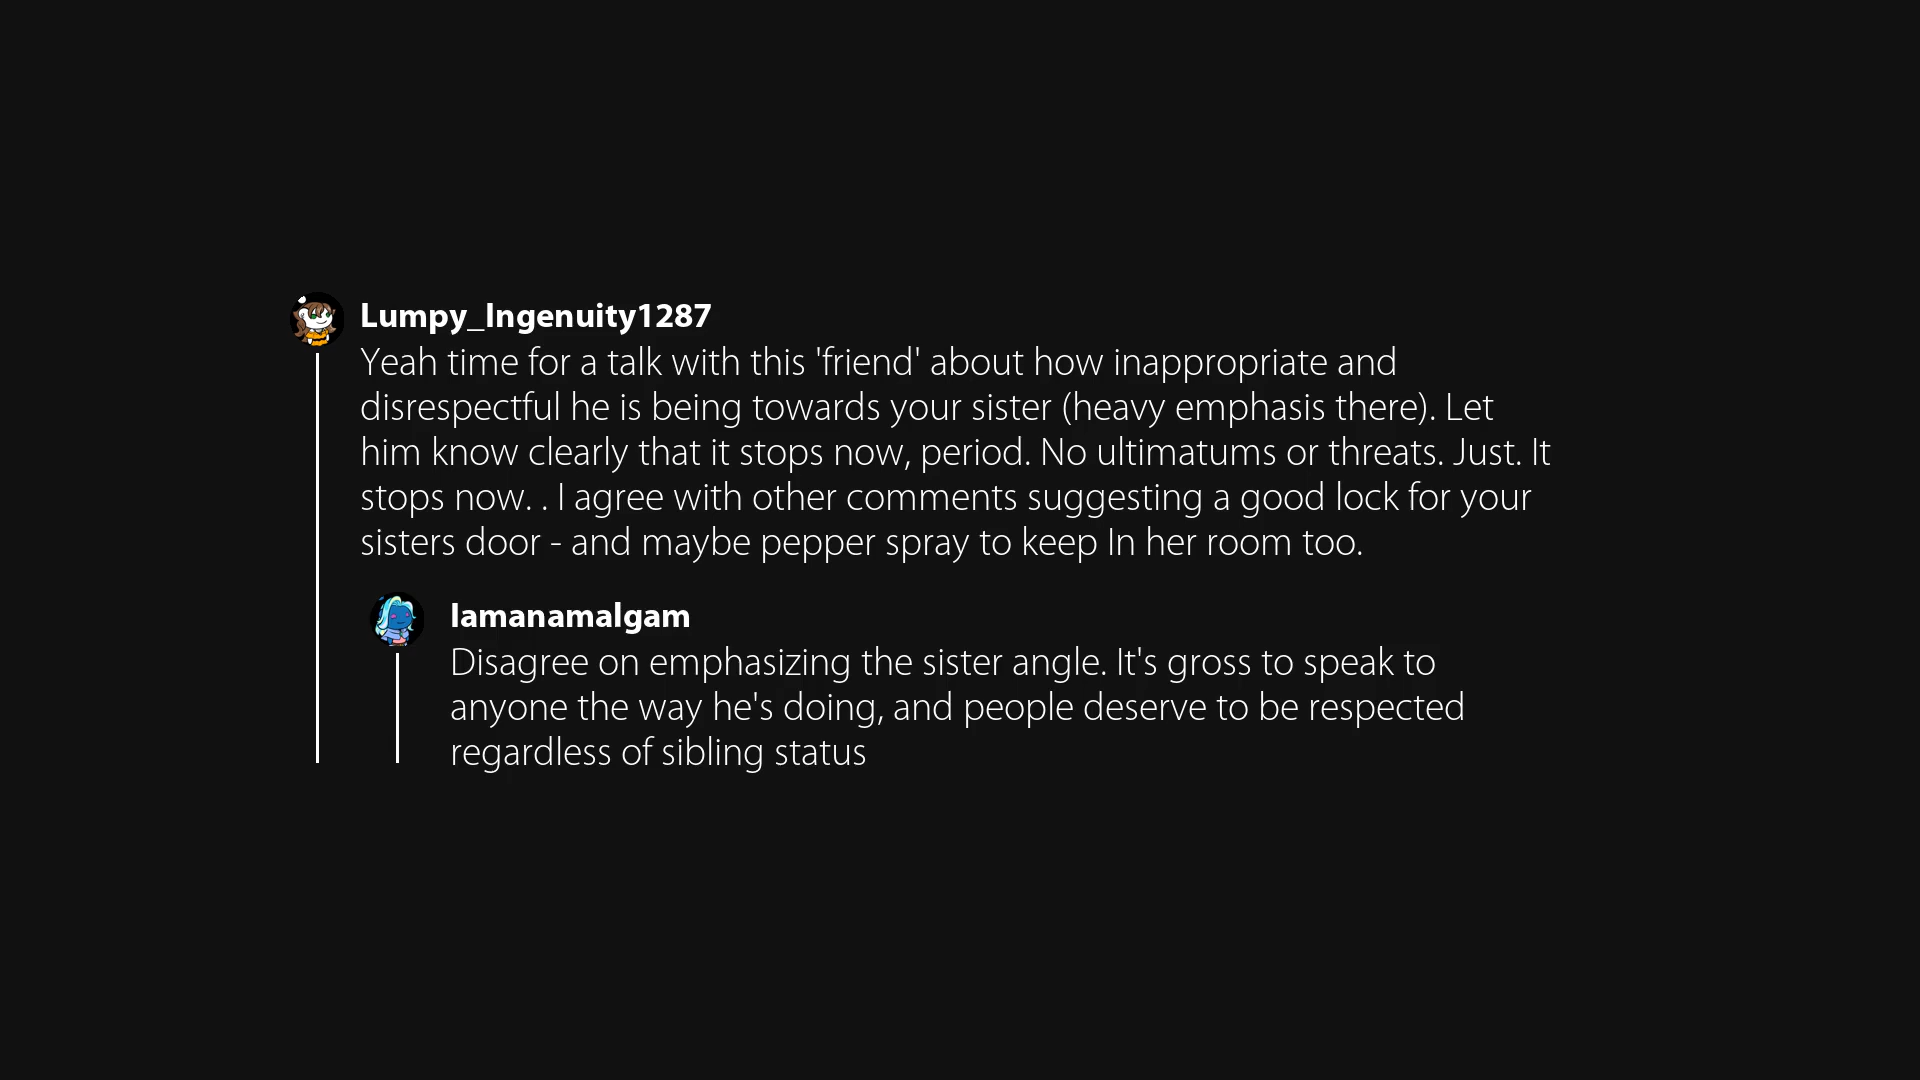 Lumpy_Ingenuity1287
Yeah time for a talk with this 'friend' about how inappropriate and
disrespectful he is being towards your sister (heavy emphasis there). Let
him know clearly that it stops now, period. No ultimatums or threats. Just. It
stops now. . I agree with other comments suggesting a good lock for your
sisters door - and maybe pepper spray to keep In her room too.
Iamanamalgam
Disagree on emphasizing the sister angle. It's gross to speak to
anyone the way he's doing, and people deserve to be respected
regardless of sibling status